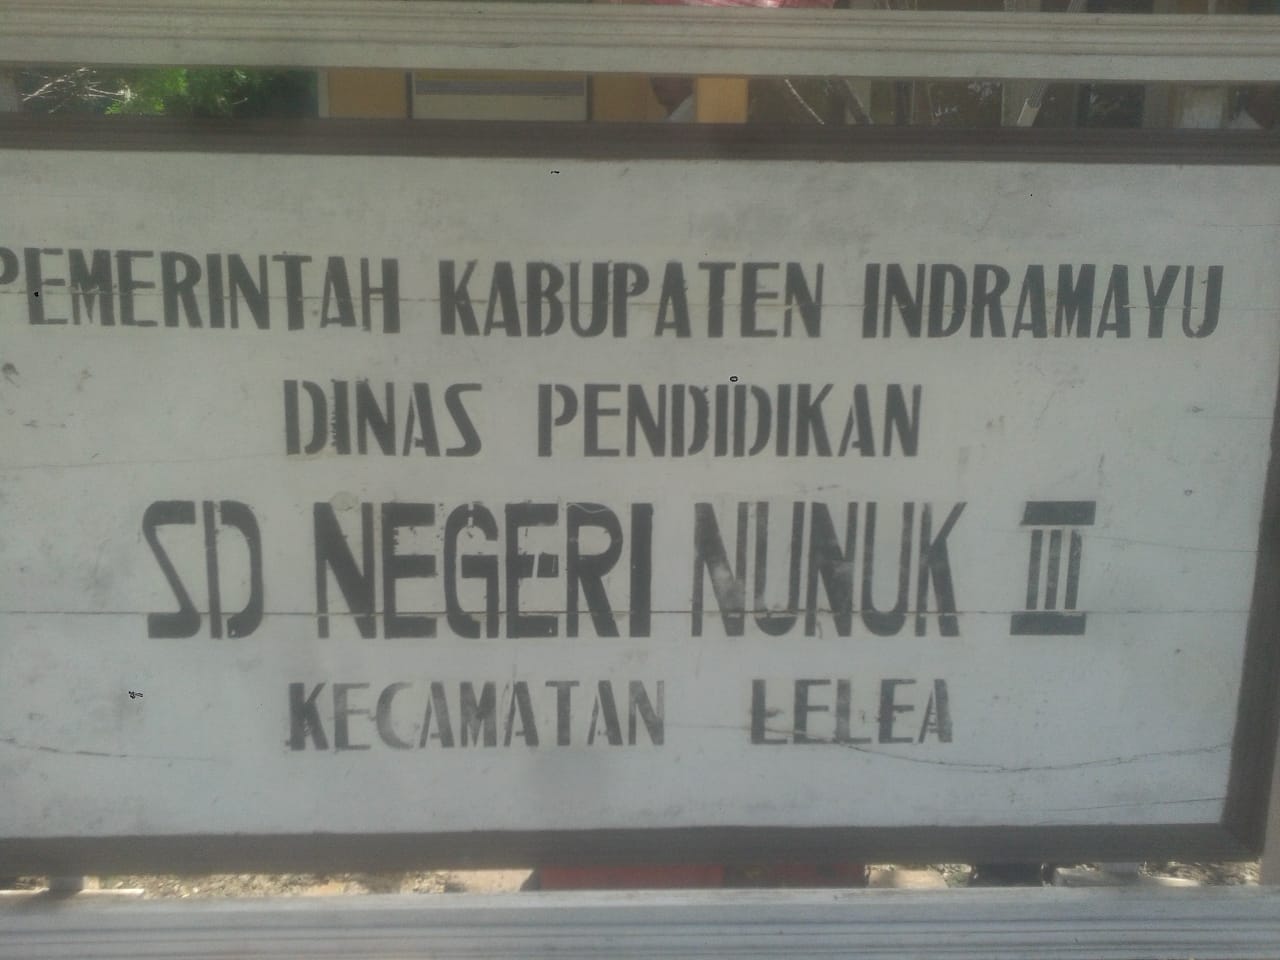 PEMERINTAH KABUPATEN INDRAMAYU
DINAS PENDIDIKAN
SD NEGERI NUNUK III
KECAMATAN LELEA